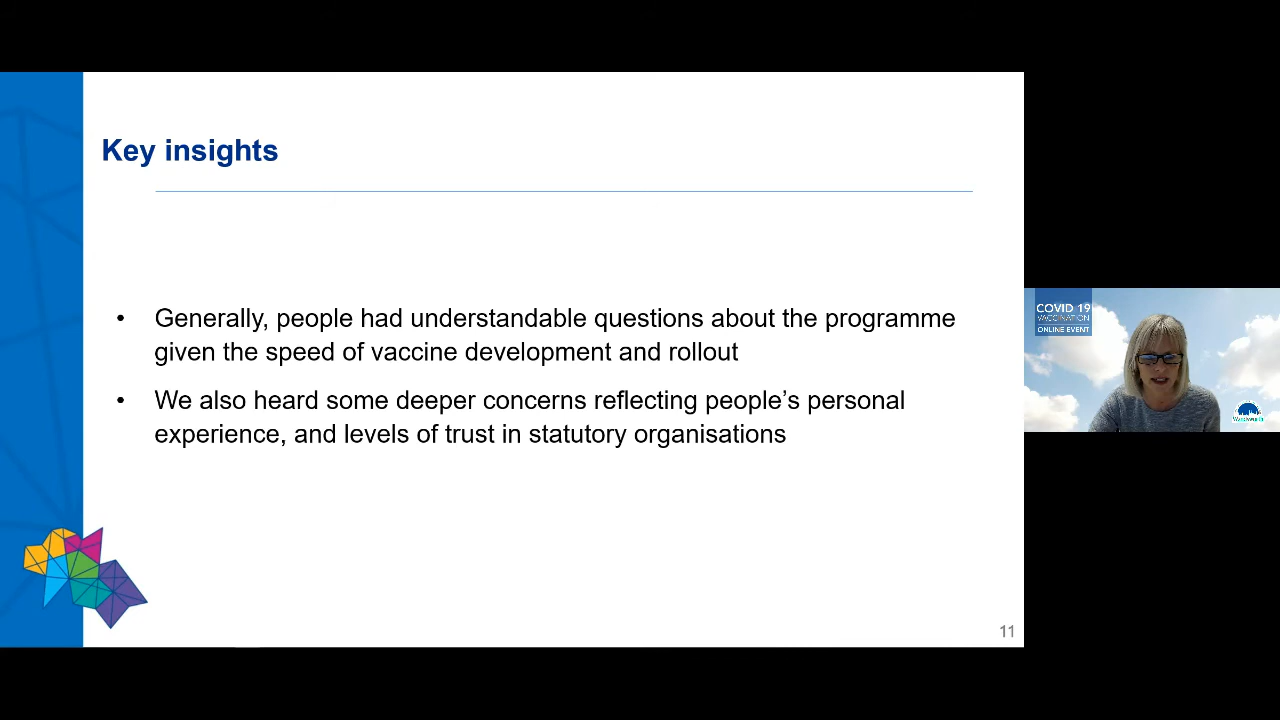 Key insights
• Generally, people had understandable questions about the programme
given the speed of vaccine development and rollout
• We also heard some deeper concerns reflecting people’s personal
experience, and levels of trust in statutory organisations
11
COVID 19
VACCINATION
ONLINE EVENT
Wandsworth